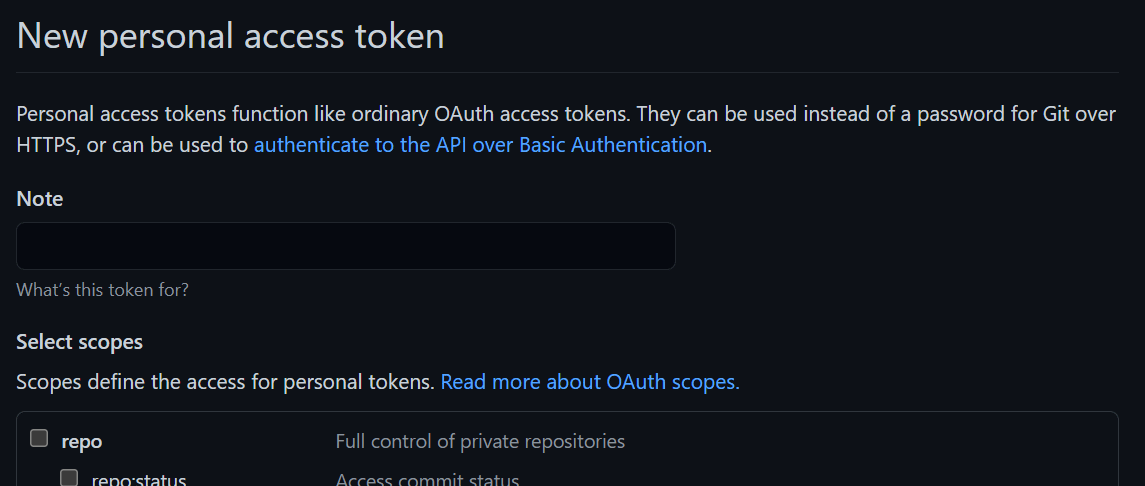 New personal access token
Personal access tokens function like ordinary OAuth access tokens. They can be used instead of a password for Git over
HTTPS, or can be used to authenticate to the API over Basic Authentication.
Note
What's this token for?
Select scopes
Scopes define the access for personal tokens. Read more about OAuth scopes.
repo Full control of private repositories
repo:status Access commit status